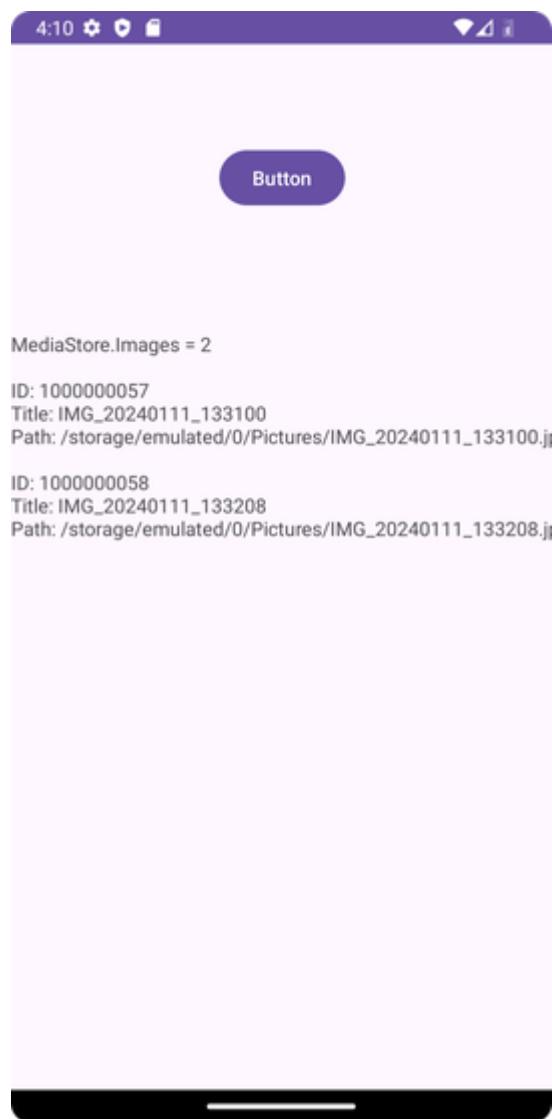 4:10
Button
MediaStore.Images = 2
ID: 1000000057
Title: IMG_20240111_133100
Path: /storage/emulated/0/Pictures/IMG_20240111_133100.jp
ID: 1000000058
Title: IMG_20240111_133208
Path: /storage/emulated/0/Pictures/IMG_20240111_133208.jp